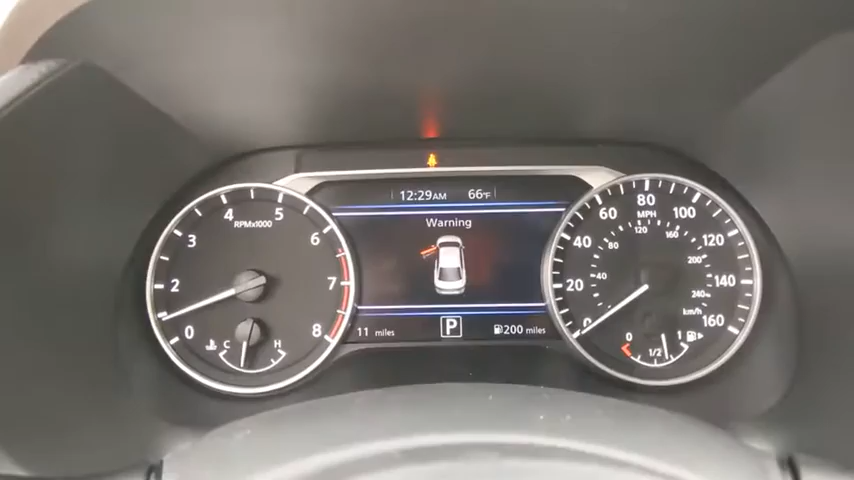 12:29AM 66°F
Warning
11 miles P 200 miles
RPMx1000
0 2 3 4 5 6 7 8
C H
MPH
0 20 40 60 80 100 120 140 160
km/h
40 80 120 160 200 240
0 1/2 1